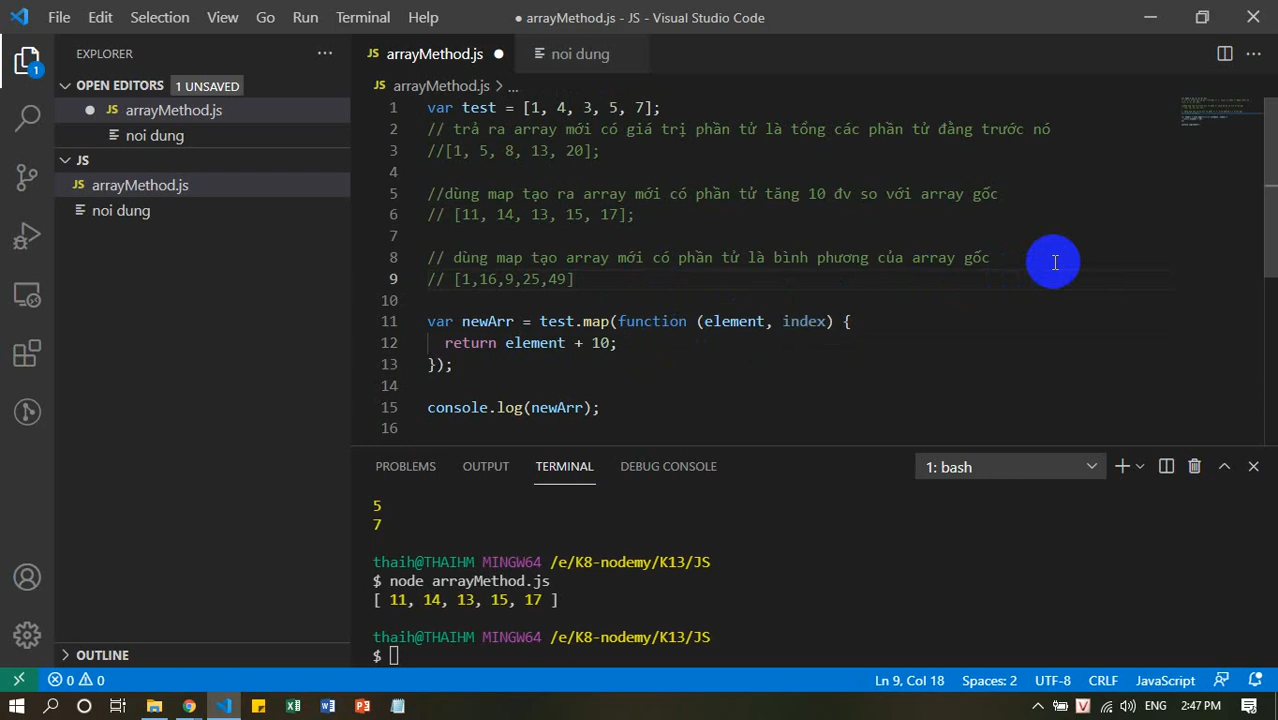 File Edit Selection View Go Run Terminal Help
● arrayMethod.js - JS - Visual Studio Code
EXPLORER
OPEN EDITORS 1 UNSAVED
JS arrayMethod.js
noi dung
JS
JS arrayMethod.js
noi dung
OUTLINE
1
JS arrayMethod.js ●
noi dung
JS arrayMethod.js > ...
1 var test = [1, 4, 3, 5, 7];
2 // trả ra array mới có giá trị phần tử là tông các phần tử đằng trước nó
3 //[1, 5, 8, 13, 20];
4
5 //dùng map tạo ra array mới có phần tử tăng 10 đv so với array gốc
6 // [11, 14, 13, 15, 17];
7
8 // dùng map tạo array mới có phần tử là bình phương của array gốc
9 // [1,16,9,25,49]
10
11 var newArr = test.map(function (element, index) {
12 return element + 10;
13 });
14
15 console.log(newArr);
16
PROBLEMS OUTPUT TERMINAL DEBUG CONSOLE
1: bash
5
7
thaih@THAIHM MINGW64 /e/K8-nodemy/K13/JS
$ node arrayMethod.js
[ 11, 14, 13, 15, 17 ]
thaih@THAIHM MINGW64 /e/K8-nodemy/K13/JS
$
0 0
Ln 9, Col 18 Spaces: 2 UTF-8 CRLF JavaScript
ENG 2:47 PM